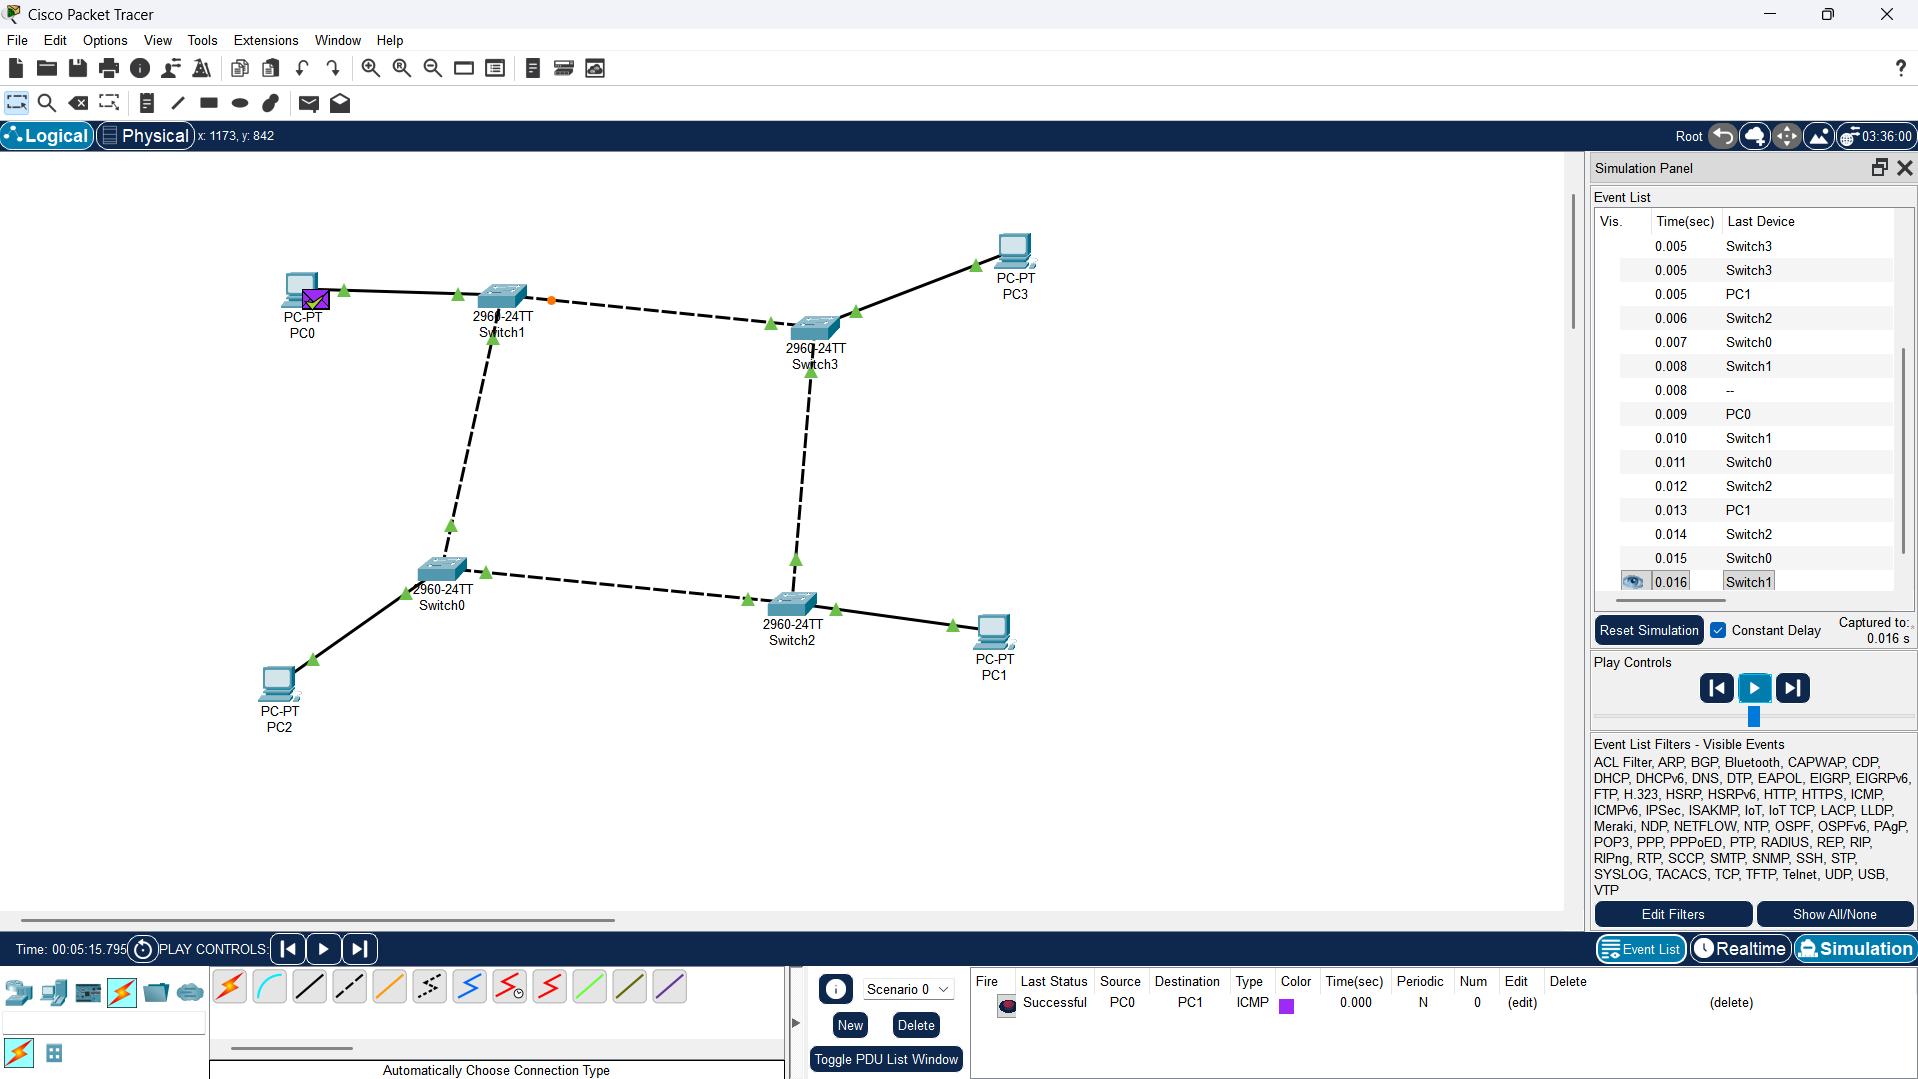 Cisco Packet Tracer
File Edit Options View Tools Extensions Window Help
Logical Physical x: 1173, y: 842 Root 03:36:00
PC-PT
PC0
2960-24TT
Switch1
PC-PT
PC3
2960-24TT
Switch3
2960-24TT
Switch0
2960-24TT
Switch2
PC-PT
PC1
PC-PT
PC2
Simulation Panel
Event List
Vis. Time(sec) Last Device
0.005 Switch3
0.005 Switch3
0.005 PC1
0.006 Switch2
0.007 Switch0
0.008 Switch1
0.008 --
0.009 PC0
0.010 Switch1
0.011 Switch0
0.012 Switch2
0.013 PC1
0.014 Switch2
0.015 Switch0
0.016 Switch1
Reset Simulation Constant Delay Captured to:
0.016 s
Play Controls
Event List Filters - Visible Events
ACL Filter, ARP, BGP, Bluetooth, CAPWAP, CDP,
DHCP, DHCPv6, DNS, DTP, EAPOL, EIGRP, EIGRPv6,
FTP, H.323, HSRP, HSRPv6, HTTP, HTTPS, ICMP,
ICMPv6, IPSec, ISAKMP, IoT, IoT TCP, LACP, LLDP,
Meraki, NDP, NETFLOW, NTP, OSPF, OSPFv6, PAgP,
POP3, PPP, PPPoED, PTP, RADIUS, REP, RIP,
RIPng, RTP, SCCP, SMTP, SNMP, SSH, STP,
SYSLOG, TACACS, TCP, TFTP, Telnet, UDP, USB,
VTP
Edit Filters Show All/None
Time: 00:05:15.795 PLAY CONTROLS: Event List Realtime Simulation
Scenario 0
New Delete
Toggle PDU List Window
Fire Last Status Source Destination Type Color Time(sec) Periodic Num Edit Delete
Successful PC0 PC1 ICMP 0.000 N 0 (edit) (delete)
Automatically Choose Connection Type